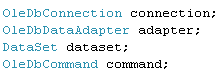 OleDbConnection connection;
OleDbDataAdapter adapter;
DataSet dataset;
OleDbCommand command;